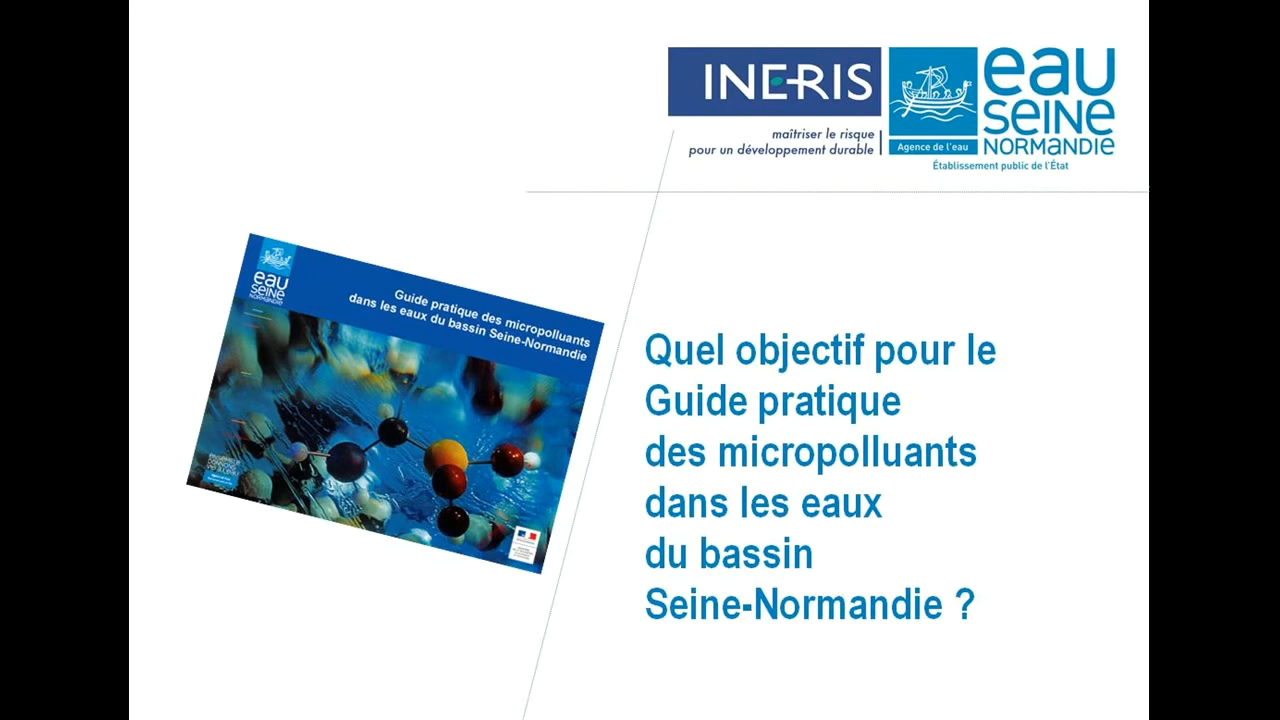 INERIS
maîtriser le risque
pour un développement durable
Agence de l'eau
eau
SEINE
NORMANDIE
Établissement public de l'État
eau
SEINE
NORMANDIE
Guide pratique des micropolluants
dans les eaux du bassin Seine-Normandie
Quel objectif pour le
Guide pratique
des micropolluants
dans les eaux
du bassin
Seine-Normandie ?